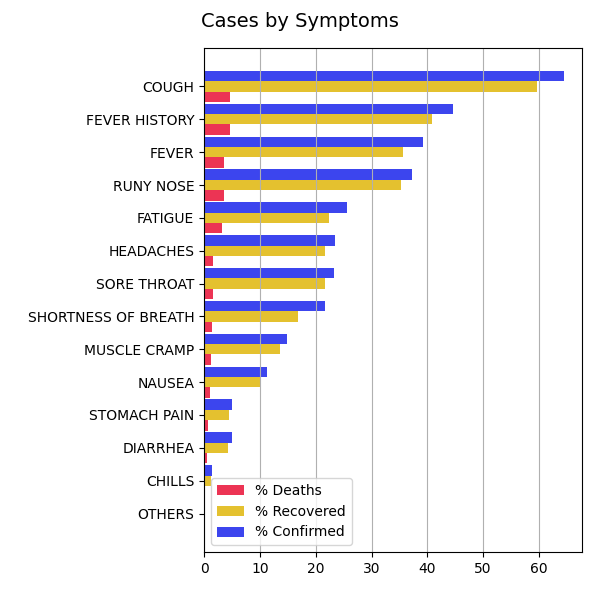 Cases by Symptoms
COUGH
FEVER HISTORY
FEVER
RUNY NOSE
FATIGUE
HEADACHES
SORE THROAT
SHORTNESS OF BREATH
MUSCLE CRAMP
NAUSEA
STOMACH PAIN
DIARRHEA
CHILLS
OTHERS
% Deaths
% Recovered
% Confirmed
0 10 20 30 40 50 60